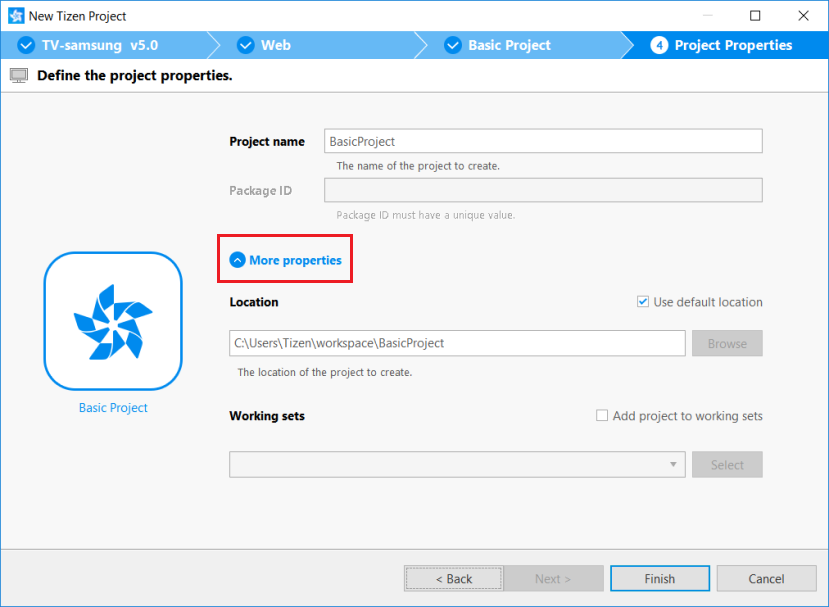 New Tizen Project
TV-samsung v5.0
Web
Basic Project
4 Project Properties
Define the project properties.
Project name
BasicProject
The name of the project to create.
Package ID
Package ID must have a unique value.
More properties
Location
Use default location
C:\Users\Tizen\workspace\BasicProject
Browse
The location of the project to create.
Basic Project
Working sets
Add project to working sets
Select
< Back
Next >
Finish
Cancel